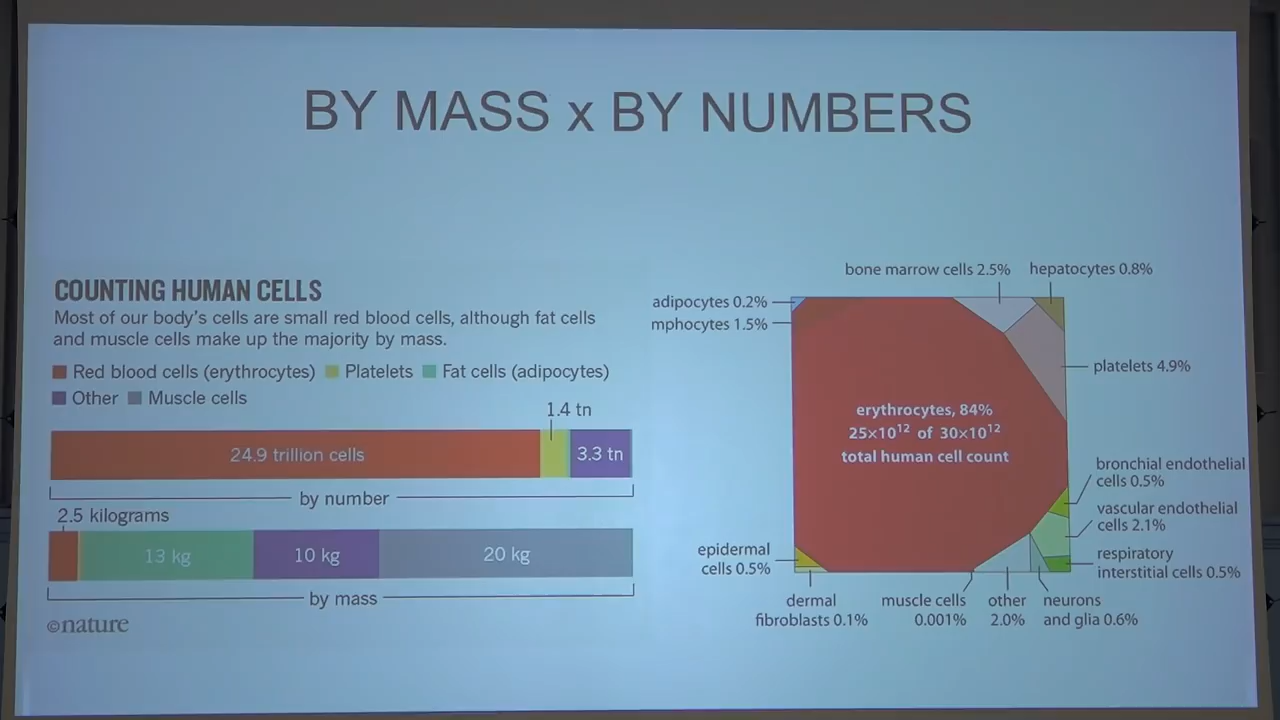 BY MASS x BY NUMBERS
COUNTING HUMAN CELLS
Most of our body's cells are small red blood cells, although fat cells
and muscle cells make up the majority by mass.
Red blood cells (erythrocytes) Platelets Fat cells (adipocytes)
Other Muscle cells
1.4 tn
24.9 trillion cells 3.3 tn
by number
2.5 kilograms
13 kg 10 kg 20 kg
by mass
©nature
bone marrow cells 2.5% hepatocytes 0.8%
adipocytes 0.2%
mphocytes 1.5%
platelets 4.9%
erythrocytes, 84%
25×10¹² of 30×10¹²
total human cell count
bronchial endothelial
cells 0.5%
vascular endothelial
cells 2.1%
respiratory
interstitial cells 0.5%
epidermal
cells 0.5%
dermal
fibroblasts 0.1%
muscle cells
0.001%
other
2.0%
neurons
and glia 0.6%